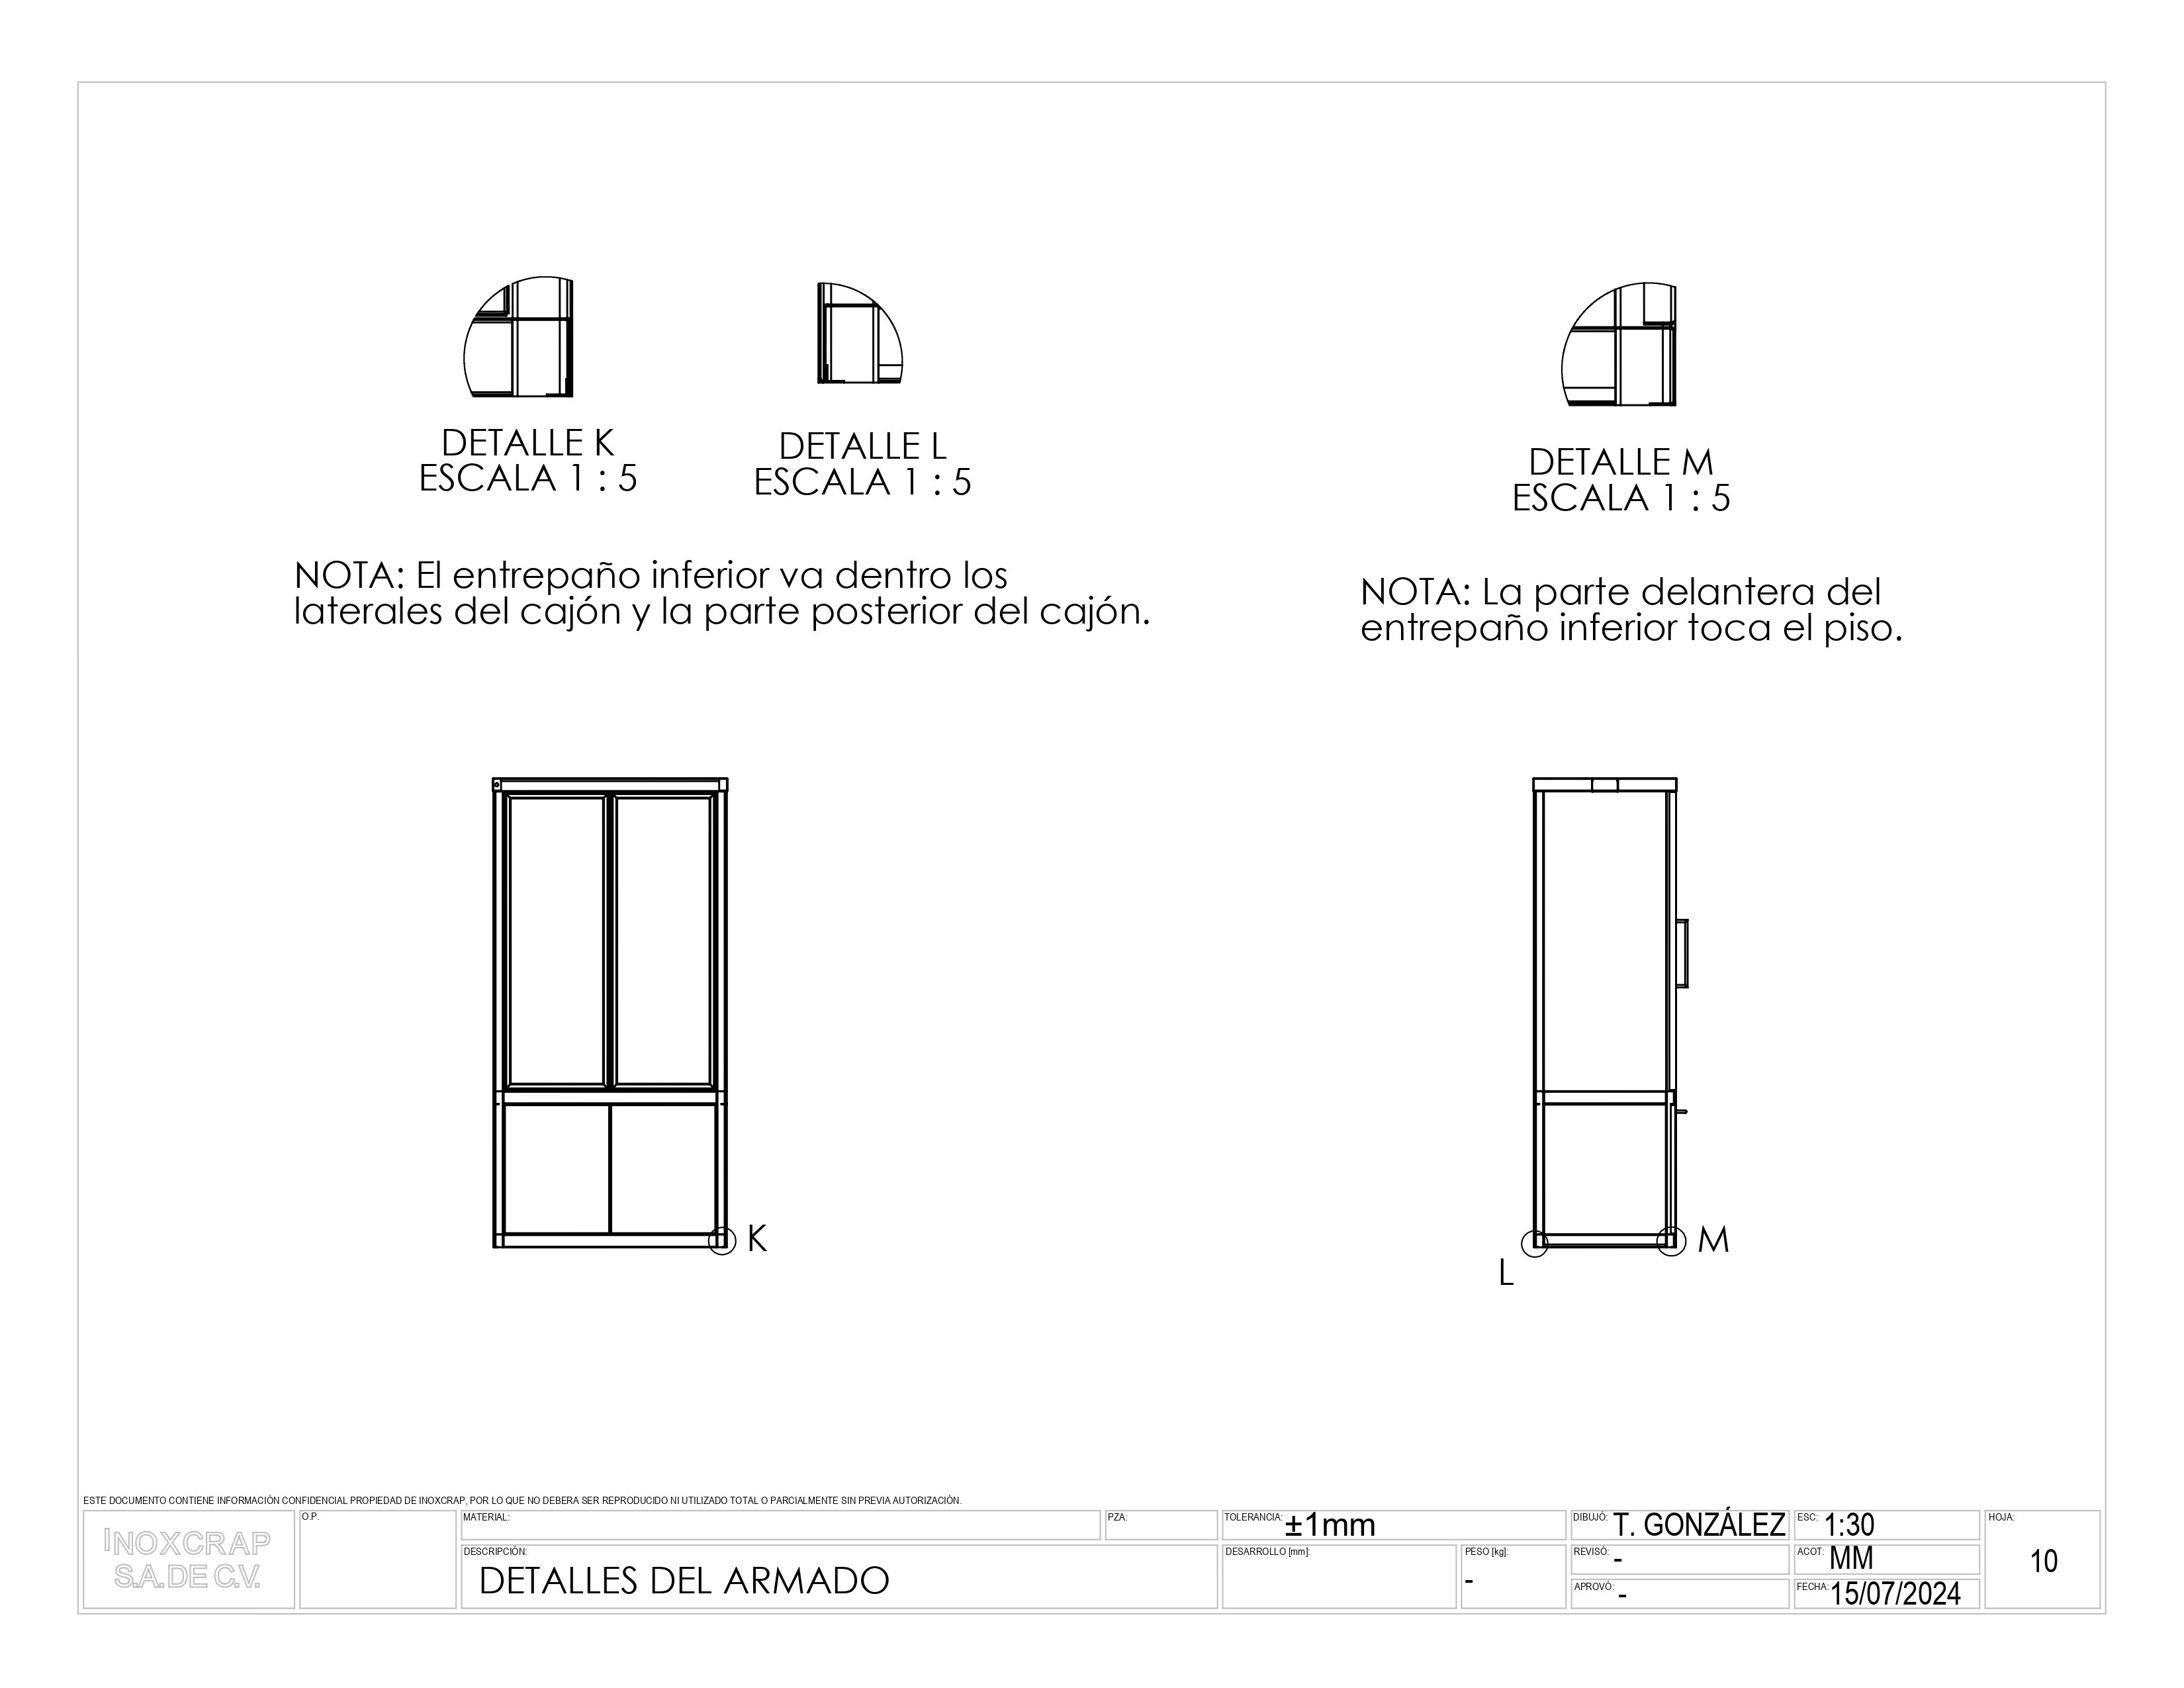 DETALLE K
ESCALA 1 : 5
DETALLE L
ESCALA 1 : 5
DETALLE M
ESCALA 1 : 5
NOTA: El entrepaño inferior va dentro los
laterales del cajón y la parte posterior del cajón.
NOTA: La parte delantera del
entrepaño inferior toca el piso.
K
L
M
ESTE DOCUMENTO CONTIENE INFORMACIÓN CONFIDENCIAL PROPIEDAD DE INOXCRAP, POR LO QUE NO DEBERA SER REPRODUCIDO NI UTILIZADO TOTAL O PARCIALMENTE SIN PREVIA AUTORIZACIÓN.
INOXCRAP
S.A. DE C.V.
O.P.
MATERIAL:
PZA:
TOLERANCIA: ±1mm
DIBUJÓ: T. GONZÁLEZ
ESC: 1:30
HOJA:
10
DESCRIPCIÓN:
DETALLES DEL ARMADO
DESARROLLO [mm]:
PESO [kg]:
-
REVISÓ: -
ACOT: MM
APROVÓ: -
FECHA: 15/07/2024